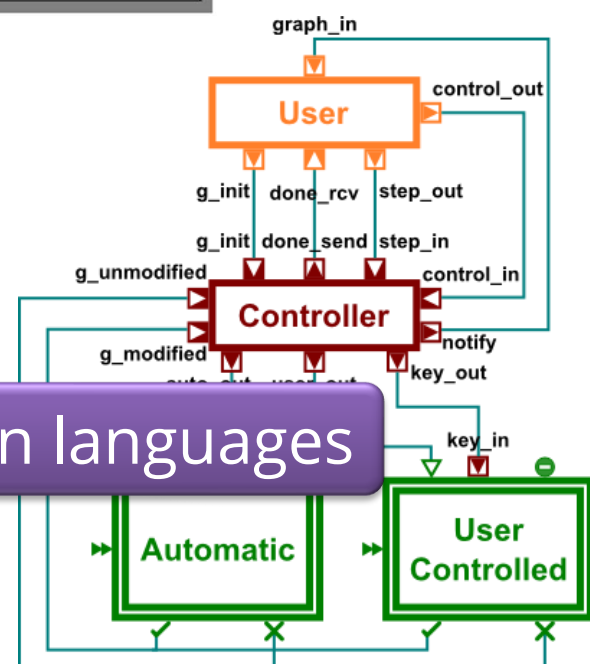 graph_in
control_out
User
g_init done_rcv step_out
g_init done_send step_in
g_unmodified
control_in
Controller
g_modified
notify
key_out
n languages
key_in
Automatic
User
Controlled